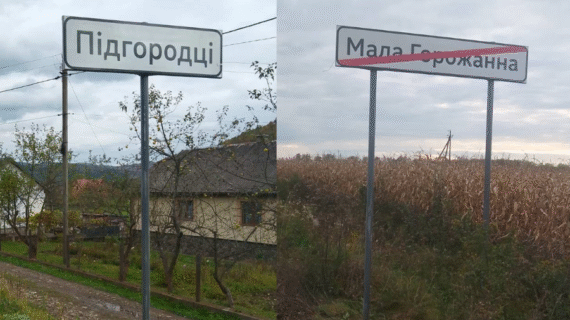 Підгородці
Мала Горожанна